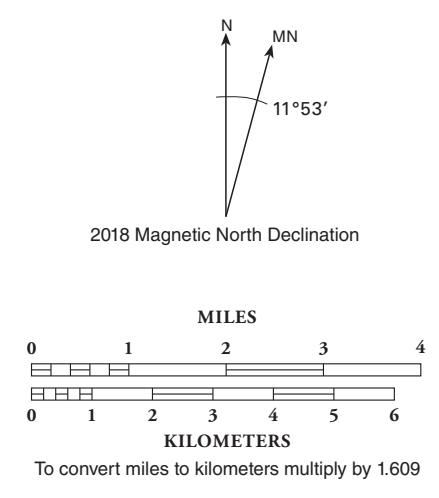 N
MN
11°53′
2018 Magnetic North Declination
MILES
0 1 2 3 4
0 1 2 3 4 5 6
KILOMETERS
To convert miles to kilometers multiply by 1.609